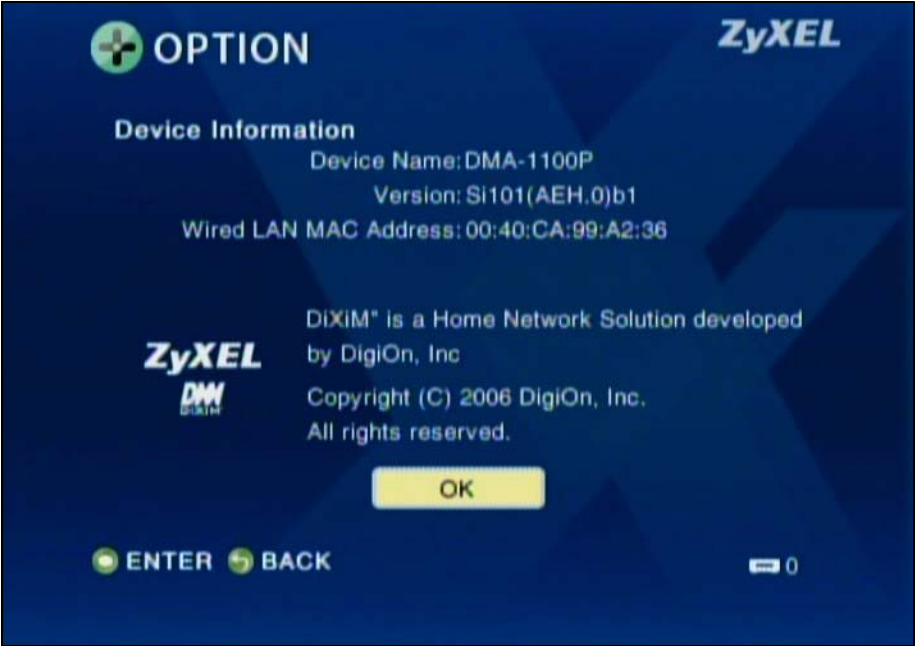 OPTION
ZyXEL
Device Information
Device Name: DMA-1100P
Version: Si101(AEH.0)b1
Wired LAN MAC Address: 00:40:CA:99:A2:36
DiXiM" is a Home Network Solution developed
by DigiOn, Inc
ZyXEL
DiXiM
Copyright (C) 2006 DigiOn, Inc.
All rights reserved.
OK
ENTER BACK
0